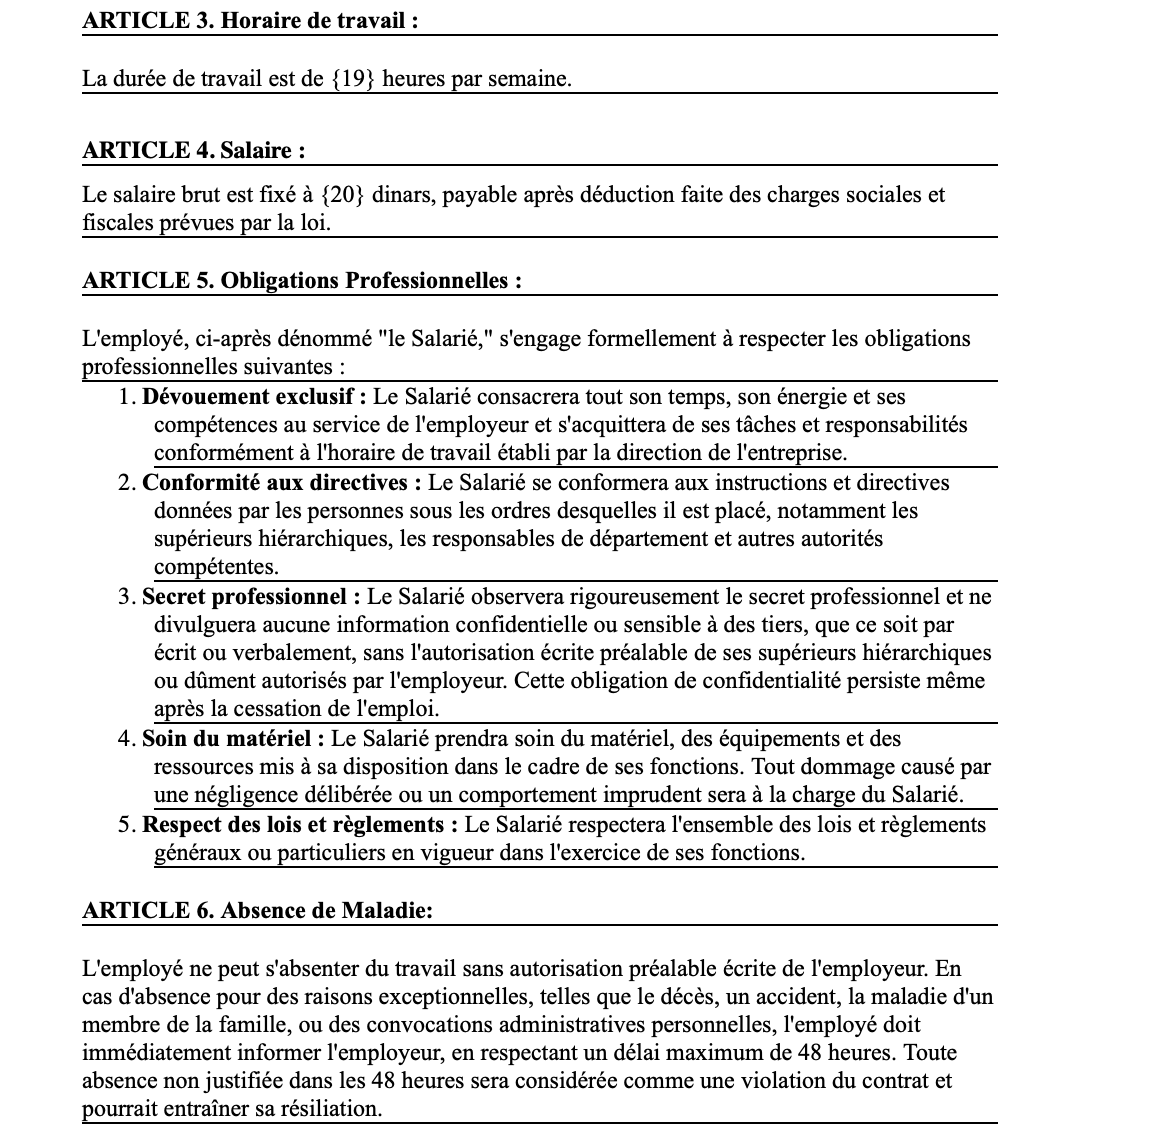 ARTICLE 3. Horaire de travail :
La durée de travail est de {19} heures par semaine.
ARTICLE 4. Salaire :
Le salaire brut est fixé à {20} dinars, payable après déduction faite des charges sociales et
fiscales prévues par la loi.
ARTICLE 5. Obligations Professionnelles :
L'employé, ci-après dénommé "le Salarié," s'engage formellement à respecter les obligations
professionnelles suivantes :
1. Dévouement exclusif : Le Salarié consacrera tout son temps, son énergie et ses
compétences au service de l'employeur et s'acquittera de ses tâches et responsabilités
conformément à l'horaire de travail établi par la direction de l'entreprise.
2. Conformité aux directives : Le Salarié se conformera aux instructions et directives
données par les personnes sous les ordres desquelles il est placé, notamment les
supérieurs hiérarchiques, les responsables de département et autres autorités
compétentes.
3. Secret professionnel : Le Salarié observera rigoureusement le secret professionnel et ne
divulguera aucune information confidentielle ou sensible à des tiers, que ce soit par
écrit ou verbalement, sans l'autorisation écrite préalable de ses supérieurs hiérarchiques
ou dûment autorisés par l'employeur. Cette obligation de confidentialité persiste même
après la cessation de l'emploi.
4. Soin du matériel : Le Salarié prendra soin du matériel, des équipements et des
ressources mis à sa disposition dans le cadre de ses fonctions. Tout dommage causé par
une négligence délibérée ou un comportement imprudent sera à la charge du Salarié.
5. Respect des lois et règlements : Le Salarié respectera l'ensemble des lois et règlements
généraux ou particuliers en vigueur dans l'exercice de ses fonctions.
ARTICLE 6. Absence de Maladie:
L'employé ne peut s'absenter du travail sans autorisation préalable écrite de l'employeur. En
cas d'absence pour des raisons exceptionnelles, telles que le décès, un accident, la maladie d'un
membre de la famille, ou des convocations administratives personnelles, l'employé doit
immédiatement informer l'employeur, en respectant un délai maximum de 48 heures. Toute
absence non justifiée dans les 48 heures sera considérée comme une violation du contrat et
pourrait entraîner sa résiliation.